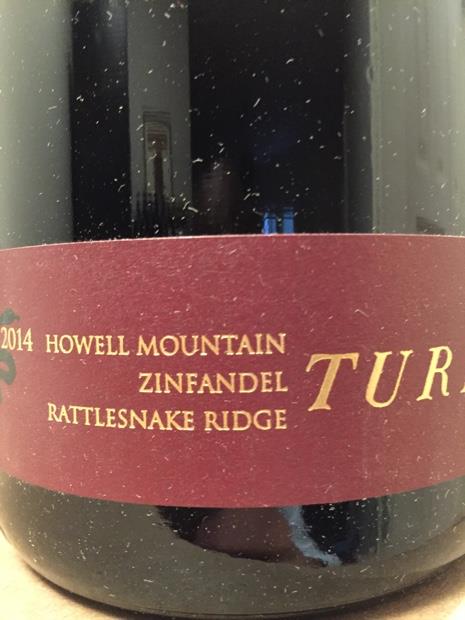 2014 HOWELL MOUNTAIN
ZINFANDEL
RATTLESNAKE RIDGE
TUR